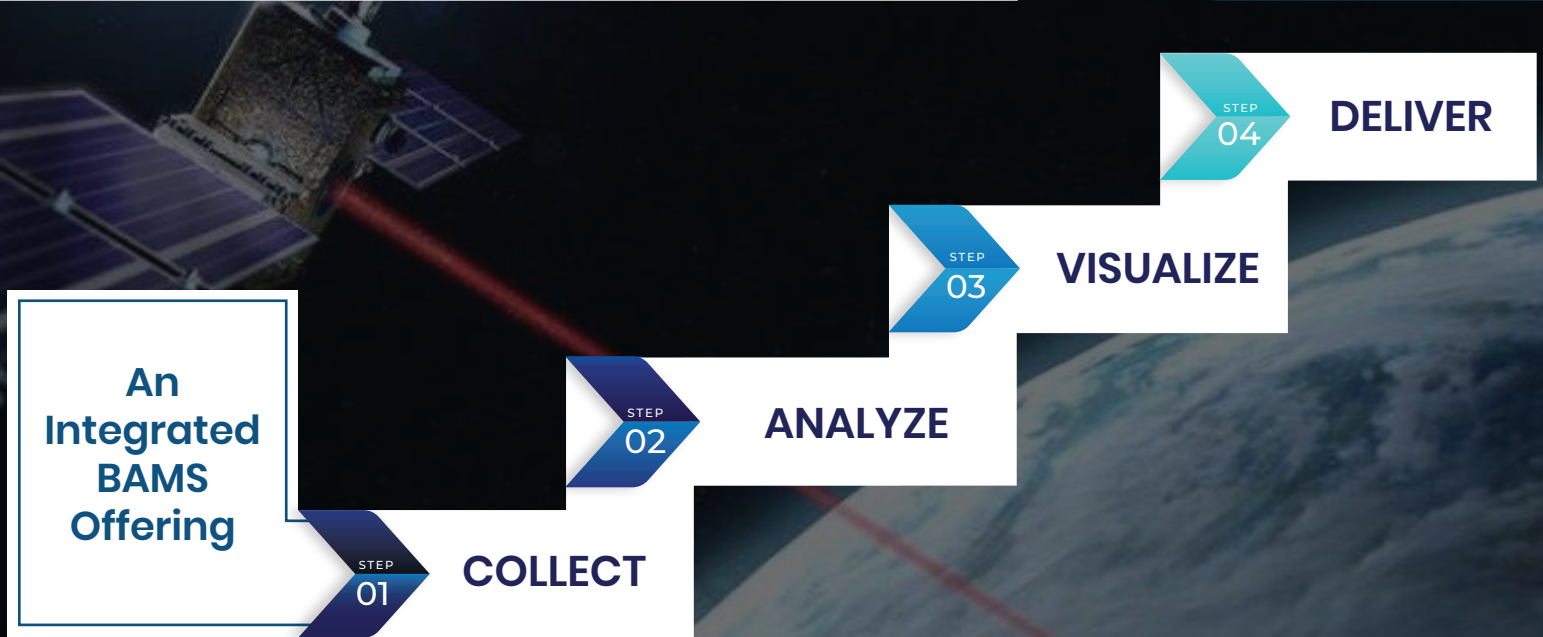 An
Integrated
BAMS
Offering
STEP
01
COLLECT
STEP
02
ANALYZE
STEP
03
VISUALIZE
STEP
04
DELIVER